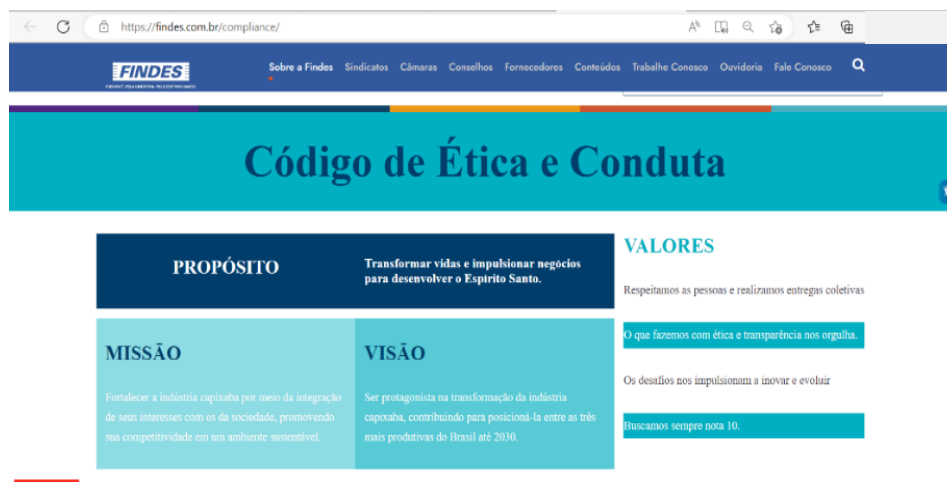 https://findes.com.br/compliance/
FINDES
Sobre a Findes Sindicatos Câmaras Conselhos Fornecedores Conteúdos Trabalhe Conosco Ouvidoria Fale Conosco
Código de Ética e Conduta
PROPÓSITO
Transformar vidas e impulsionar negócios
para desenvolver o Espírito Santo.
MISSÃO
Fortalecer a indústria capixaba por meio da integração
de seus interesses com os da sociedade, promovendo
sua competitividade em um ambiente sustentável.
VISÃO
Ser protagonista na transformação da indústria
capixaba, contribuindo para posicioná-la entre as três
mais produtivas do Brasil até 2030.
VALORES
Respeitamos as pessoas e realizamos entregas coletivas
O que fazemos com ética e transparência nos orgulha.
Os desafios nos impulsionam a inovar e evoluir
Buscamos sempre nota 10.